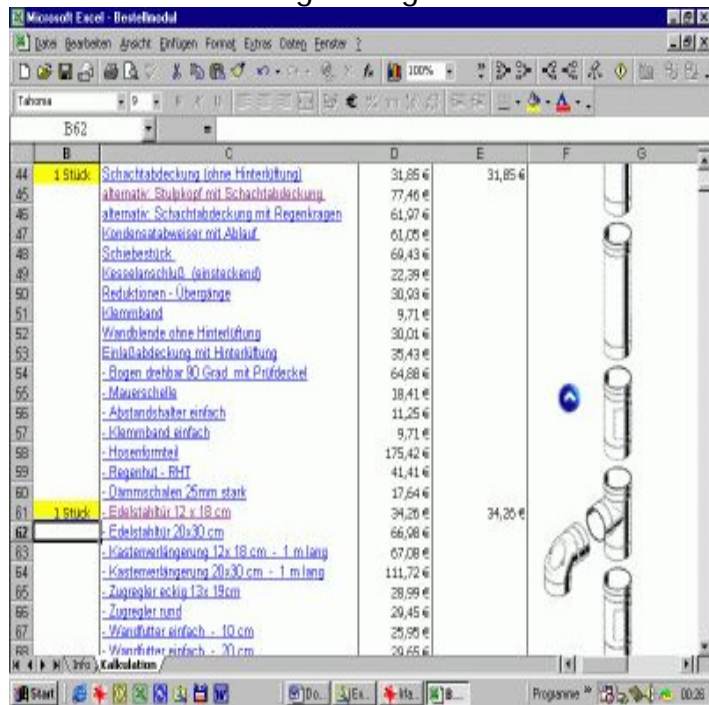 Microsoft Excel - Bestellmodul
Datei Bearbeiten Ansicht Einfügen Format Extras Daten Fenster ?
100%
Tahoma 9
B62 =
B C D E F G
44 1 Stück Schachtabdeckung (ohne Hinterlüftung) 31,85 € 31,85 €
45 alternativ: Stulpkopf mit Schachtabdeckung 77,46 €
46 alternativ: Schachtabdeckung mit Regenkragen 61,97 €
47 Kondensatabweiser mit Ablauf 61,05 €
48 Schiebestück 69,43 €
49 Kesselanschluß (einsteckend) 22,39 €
50 Reduktionen - Übergänge 30,93 €
51 Klemmband 9,71 €
52 Wandblende ohne Hinterlüftung 30,01 €
53 Einlaßabdeckung mit Hinterlüftung 35,43 €
54 - Bogen drehbar 90 Grad mit Prüfdeckel 64,88 €
55 - Mauerschelle 18,41 €
56 - Abstandshalter einfach 11,25 €
57 - Klemmband einfach 9,71 €
58 - Hosenformteil 175,42 €
59 - Regenhut - RHT 41,41 €
60 - Dämmschalen 25mm stark 17,64 €
61 1 Stück - Edelstahltür 12 x 18 cm 34,26 € 34,26 €
62 - Edelstahltür 20x30 cm 66,98 €
63 - Kastenverlängerung 12x 18 cm - 1 m lang 67,08 €
64 - Kastenverlängerung 20x30 cm - 1 m lang 111,72 €
65 - Zugregler eckig 13x 19cm 28,99 €
66 - Zugregler rund 29,45 €
67 - Wandfutter einfach - 10 cm 25,95 €
68 - Wandfutter einfach - 20 cm 29,65 €
Info Kalkulation
Start Do... Ex... B... Programme » 00:26